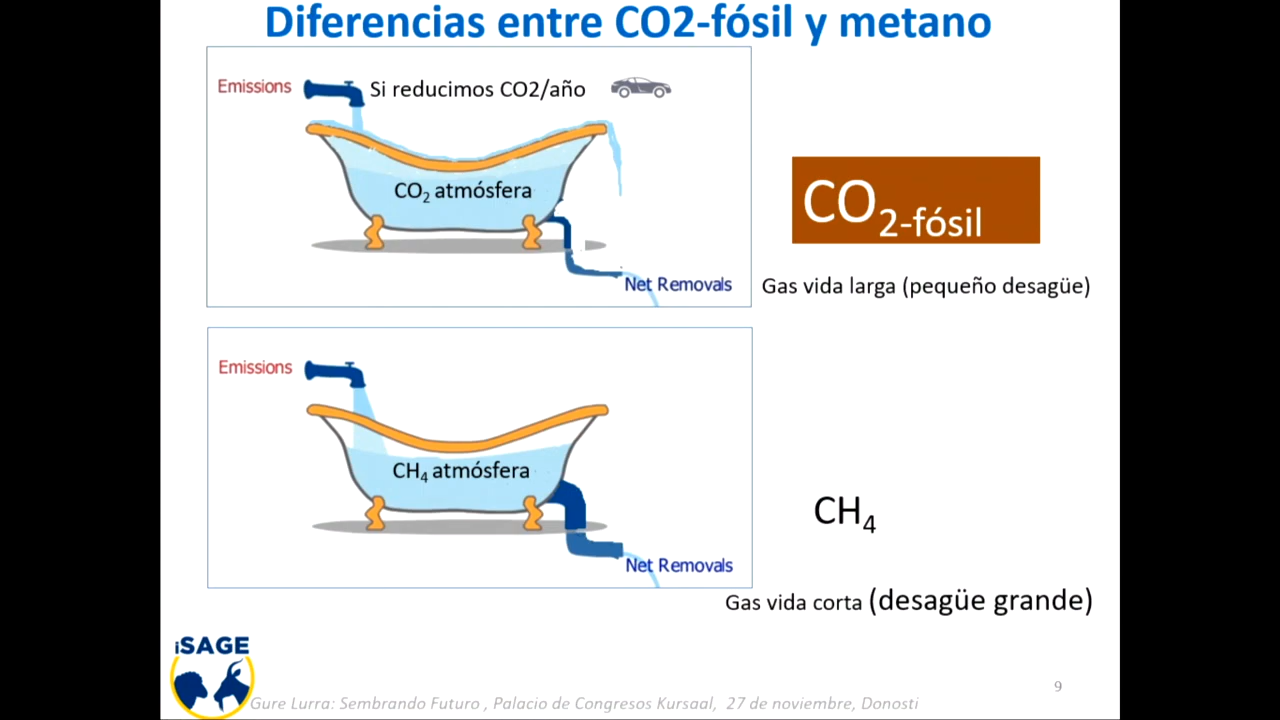 Diferencias entre CO2-fósil y metano
Emissions
Si reducimos CO2/año
CO₂ atmósfera
Net Removals
CO₂-fósil
Gas vida larga (pequeño desagüe)
Emissions
CH₄ atmósfera
Net Removals
CH₄
Gas vida corta (desagüe grande)
iSAGE
Gure Lurra: Sembrando Futuro , Palacio de Congresos Kursaal, 27 de noviembre, Donosti
9